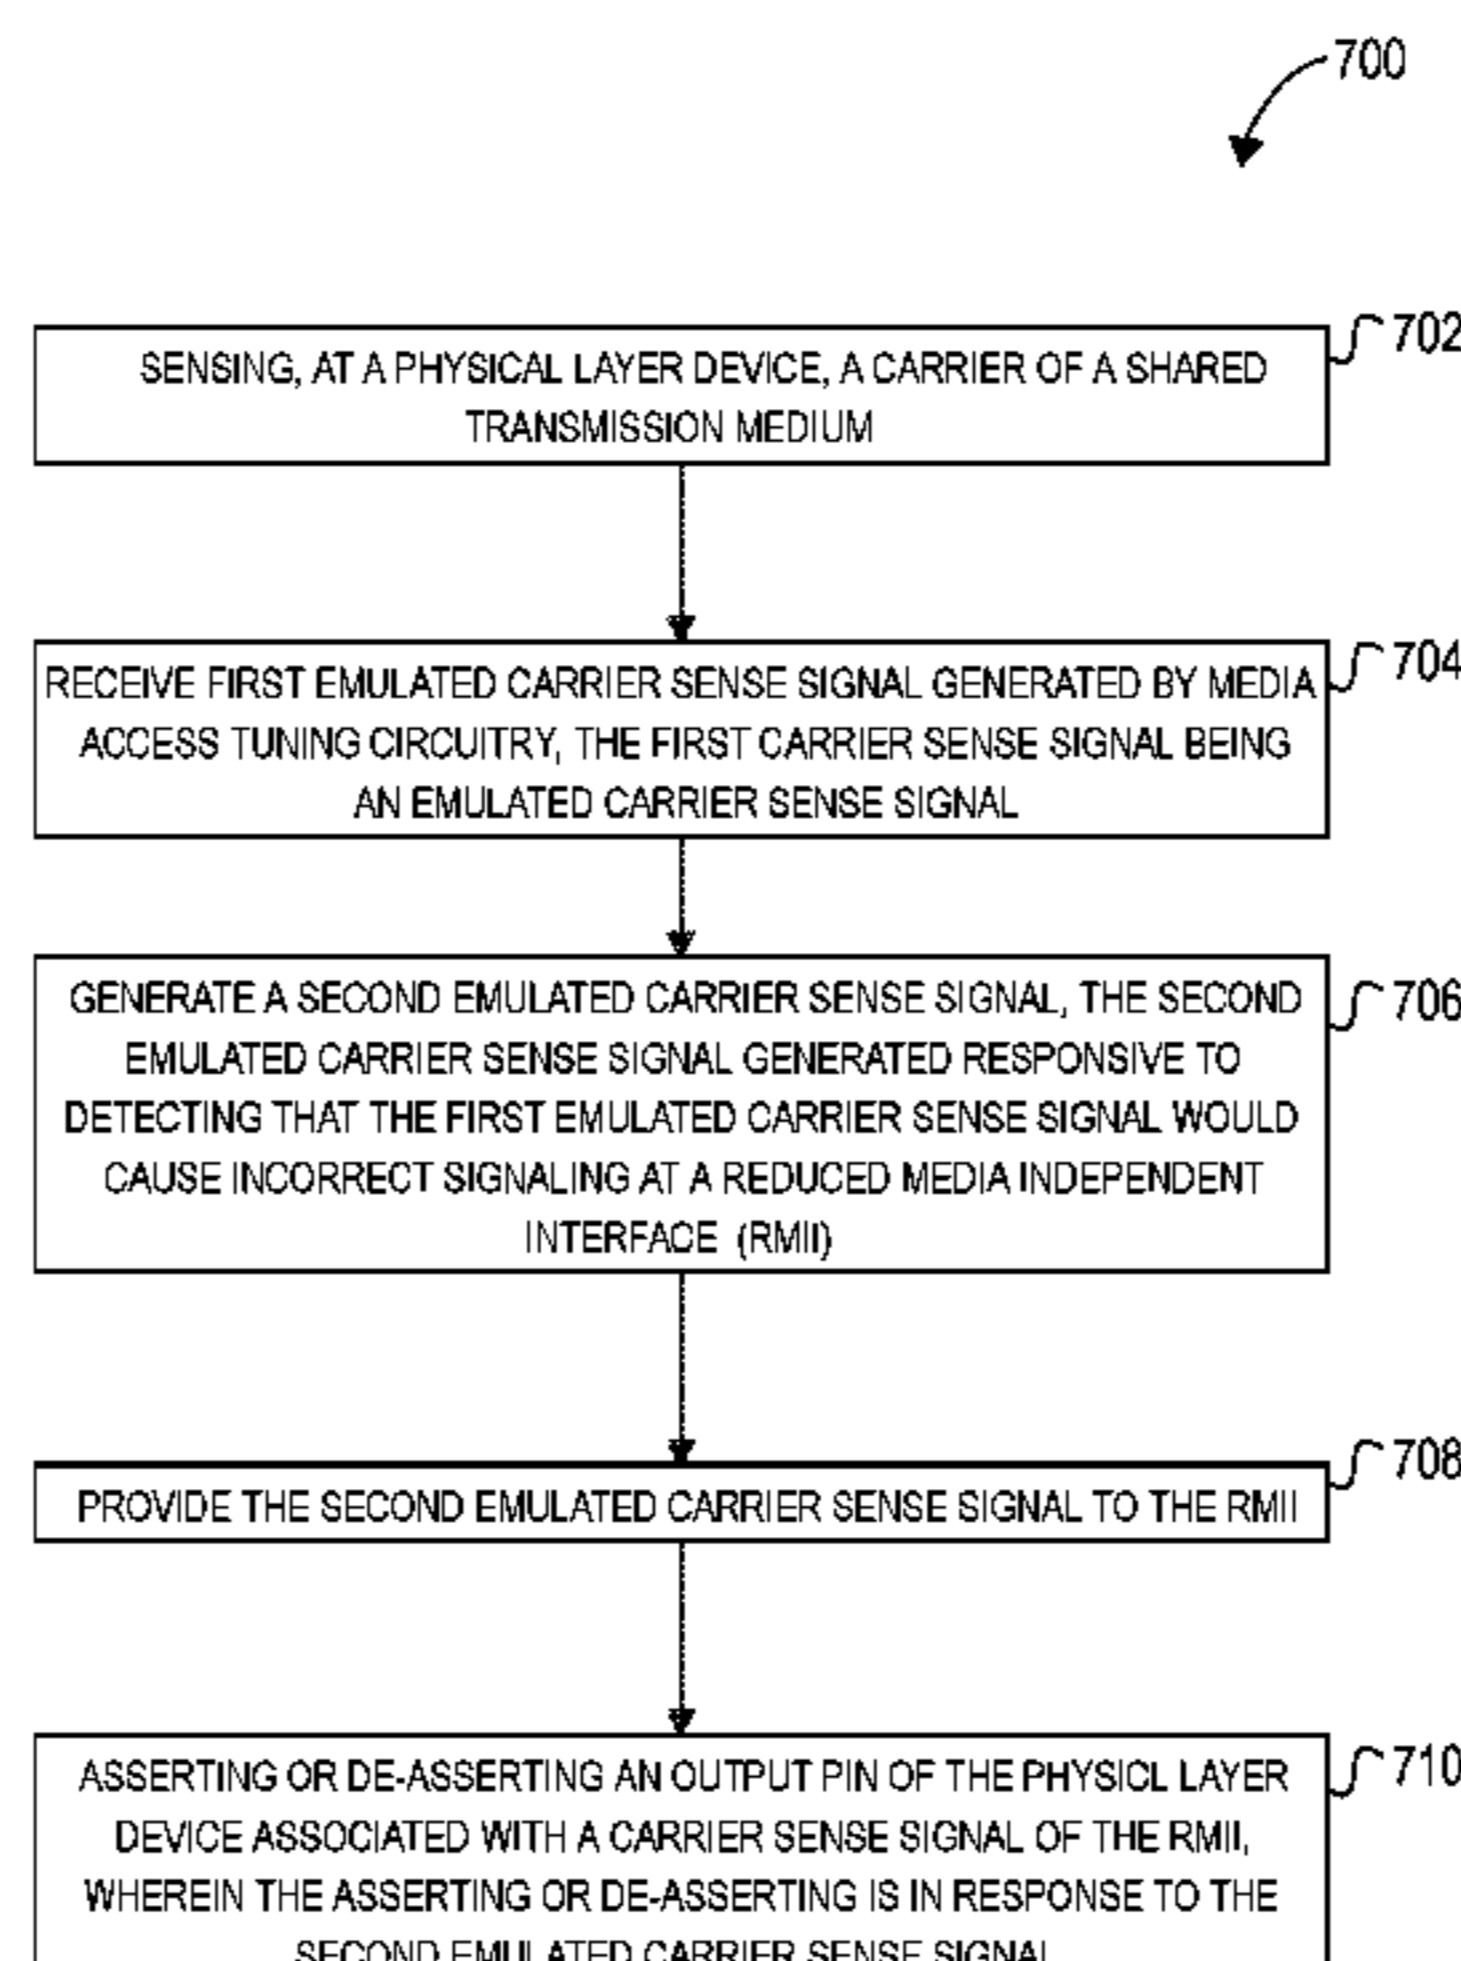 700
702
SENSING, AT A PHYSICAL LAYER DEVICE, A CARRIER OF A SHARED
TRANSMISSION MEDIUM
704
RECEIVE FIRST EMULATED CARRIER SENSE SIGNAL GENERATED BY MEDIA
ACCESS TUNING CIRCUITRY, THE FIRST CARRIER SENSE SIGNAL BEING
AN EMULATED CARRIER SENSE SIGNAL
706
GENERATE A SECOND EMULATED CARRIER SENSE SIGNAL, THE SECOND
EMULATED CARRIER SENSE SIGNAL GENERATED RESPONSIVE TO
DETECTING THAT THE FIRST EMULATED CARRIER SENSE SIGNAL WOULD
CAUSE INCORRECT SIGNALING AT A REDUCED MEDIA INDEPENDENT
INTERFACE (RMII)
708
PROVIDE THE SECOND EMULATED CARRIER SENSE SIGNAL TO THE RMII
710
ASSERTING OR DE-ASSERTING AN OUTPUT PIN OF THE PHYSICL LAYER
DEVICE ASSOCIATED WITH A CARRIER SENSE SIGNAL OF THE RMII,
WHEREIN THE ASSERTING OR DE-ASSERTING IS IN RESPONSE TO THE
SECOND EMULATED CARRIER SENSE SIGNAL